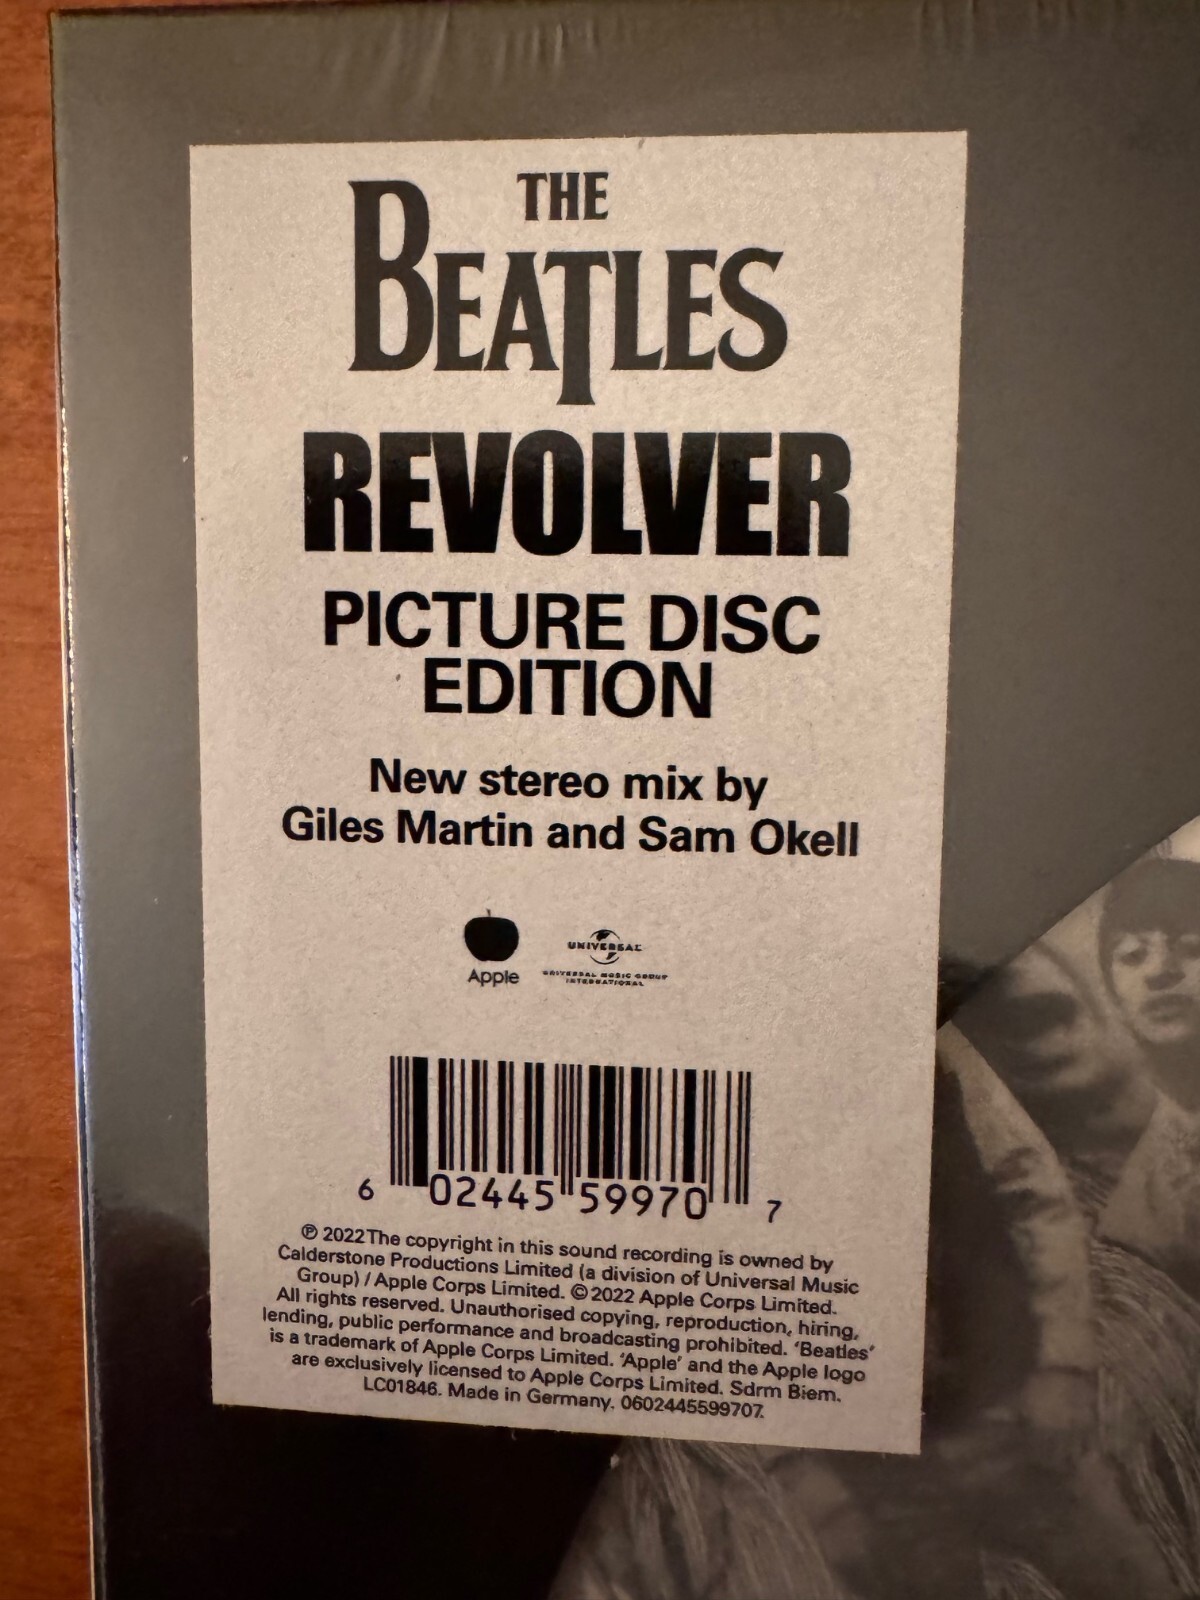 THE
BEATLES
REVOLVER
PICTURE DISC
EDITION
New stereo mix by
Giles Martin and Sam Okell
Apple
UNIVERSAL
UNIVERSAL MUSIC GROUP
INTERNATIONAL
6 02445 59970 7
℗ 2022 The copyright in this sound recording is owned by
Calderstone Productions Limited (a division of Universal Music
Group) / Apple Corps Limited. © 2022 Apple Corps Limited.
All rights reserved. Unauthorised copying, reproduction, hiring,
lending, public performance and broadcasting prohibited. ‘Beatles’
is a trademark of Apple Corps Limited. ‘Apple’ and the Apple logo
are exclusively licensed to Apple Corps Limited. Sdrm Biem.
LC01846. Made in Germany. 0602445599707.